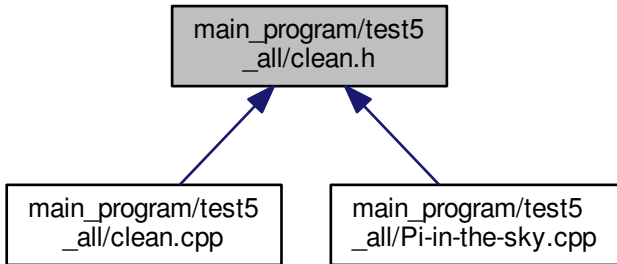 main_program/test5
_all/clean.h
main_program/test5
_all/clean.cpp
main_program/test5
_all/Pi-in-the-sky.cpp